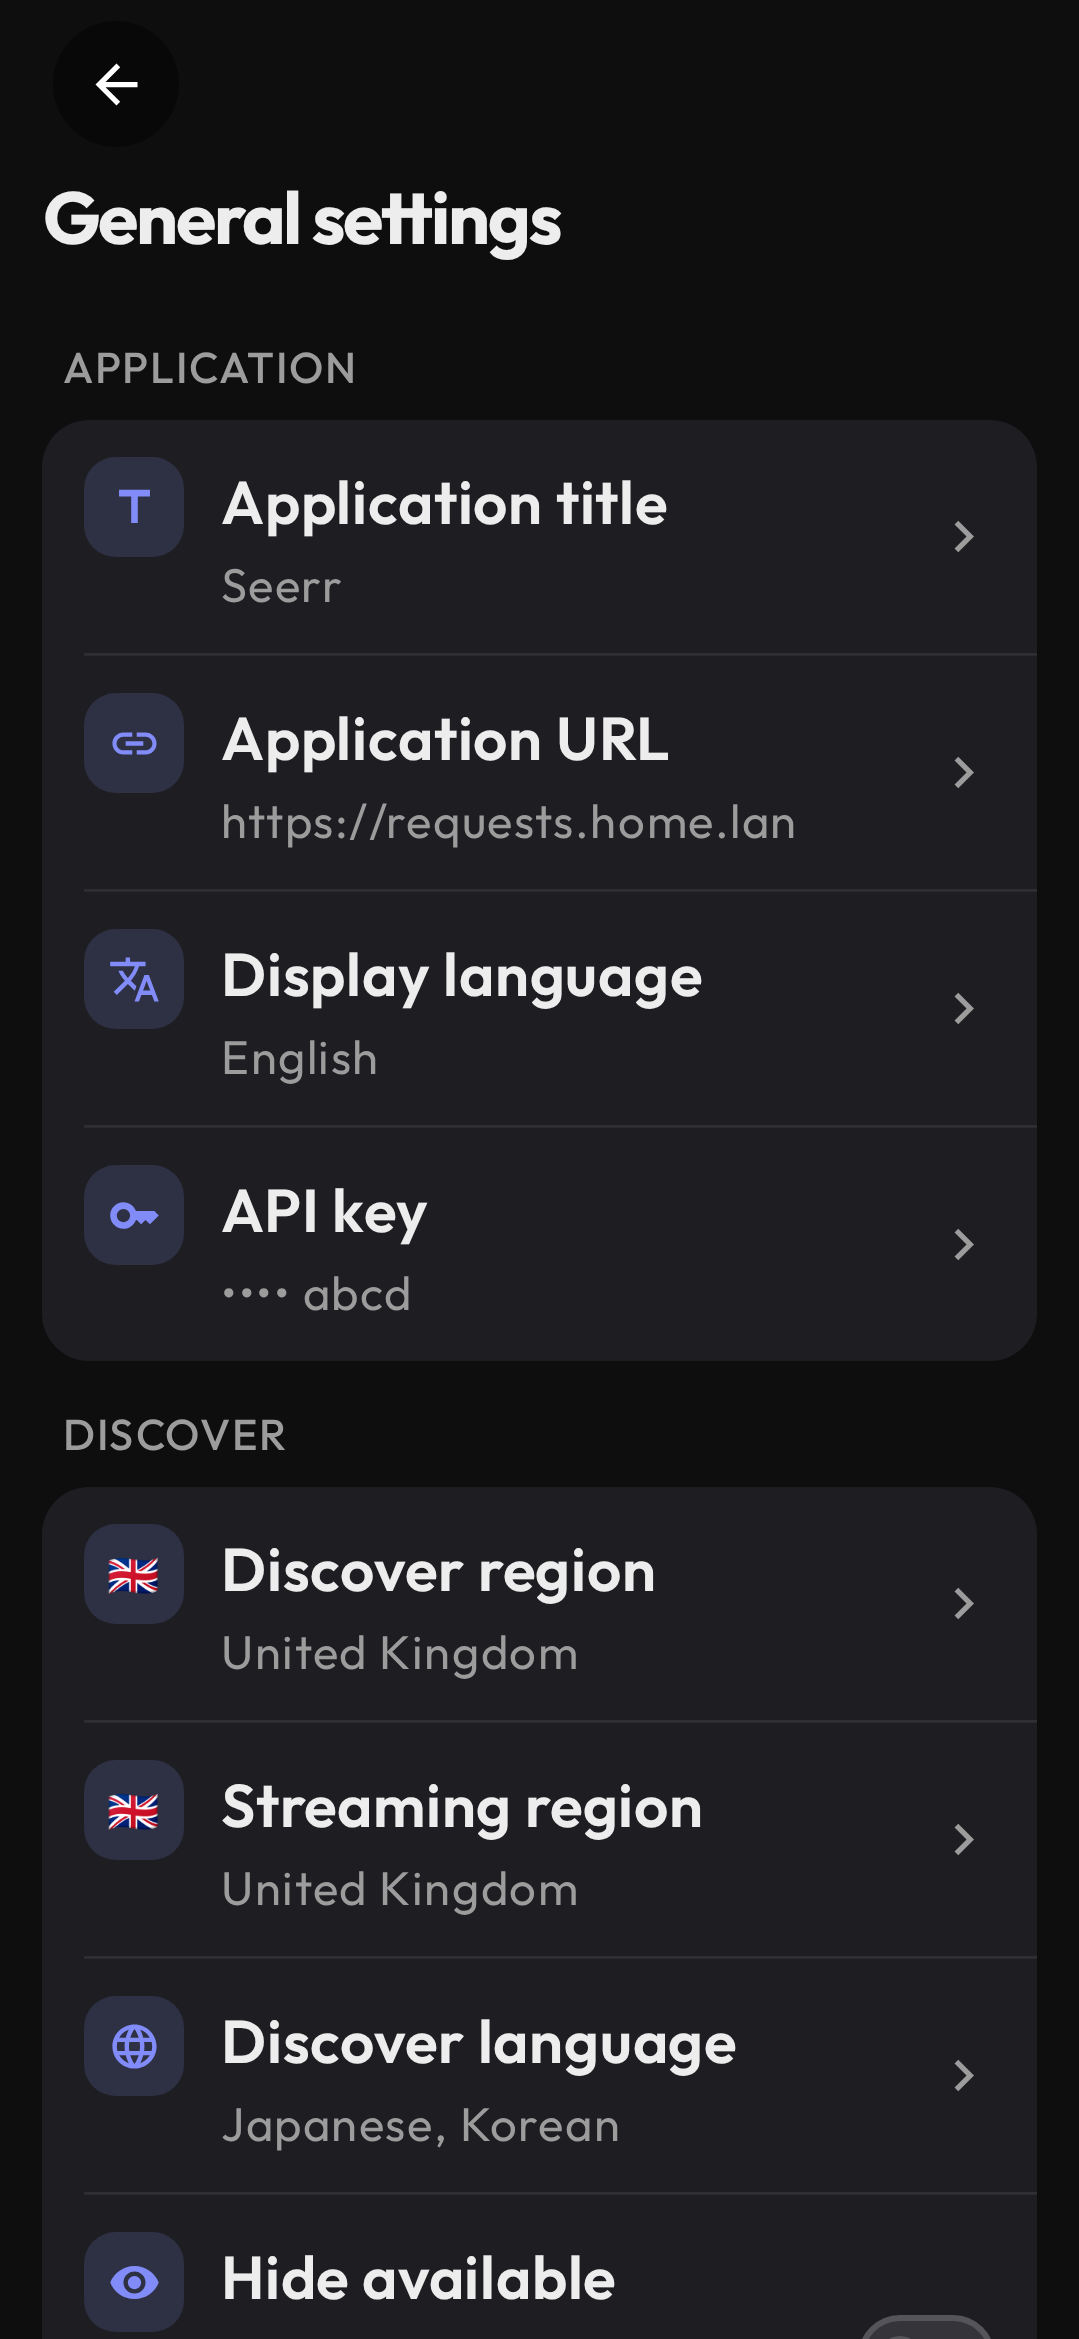 General settings
APPLICATION
T
Application title
Seerr
Application URL
https://requests.home.lan
Display language
English
API key
•••• abcd
DISCOVER
Discover region
United Kingdom
Streaming region
United Kingdom
Discover language
Japanese, Korean
Hide available